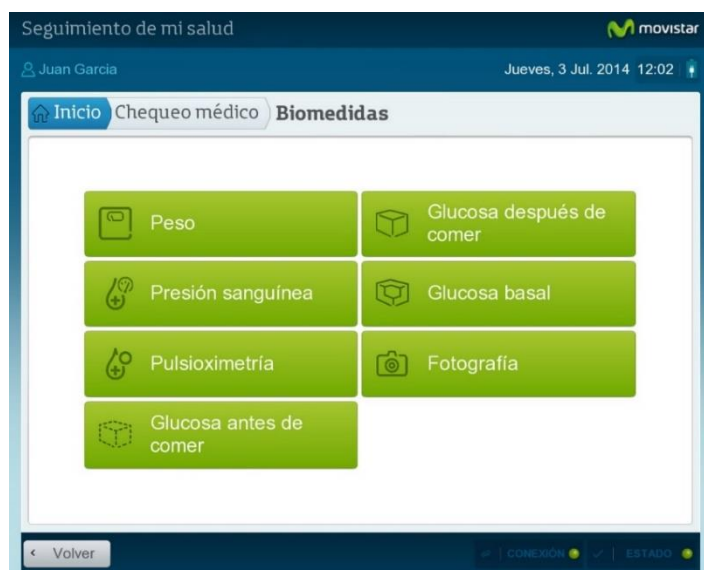 Seguimiento de mi salud
movistar
Juan Garcia
Jueves, 3 Jul. 2014 12:02
Inicio Chequeo médico Biomedidas
Peso
Glucosa después de
comer
Presión sanguínea
Glucosa basal
Pulsioximetría
Fotografía
Glucosa antes de
comer
Volver
CONEXIÓN
ESTADO